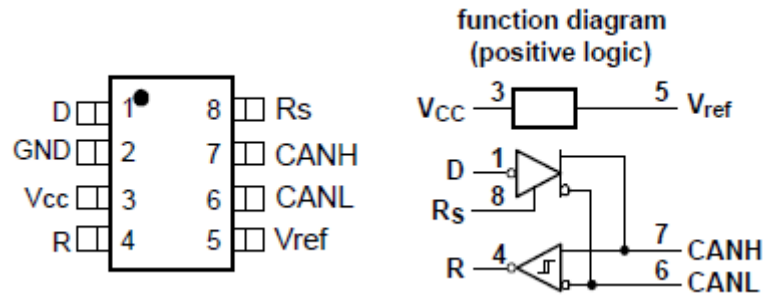 D 1 8 Rs
GND 2 7 CANH
Vcc 3 6 CANL
R 4 5 Vref
function diagram
(positive logic)
VCC 3 5 Vref
D 1
RS 8
R 4 7 CANH
6 CANL